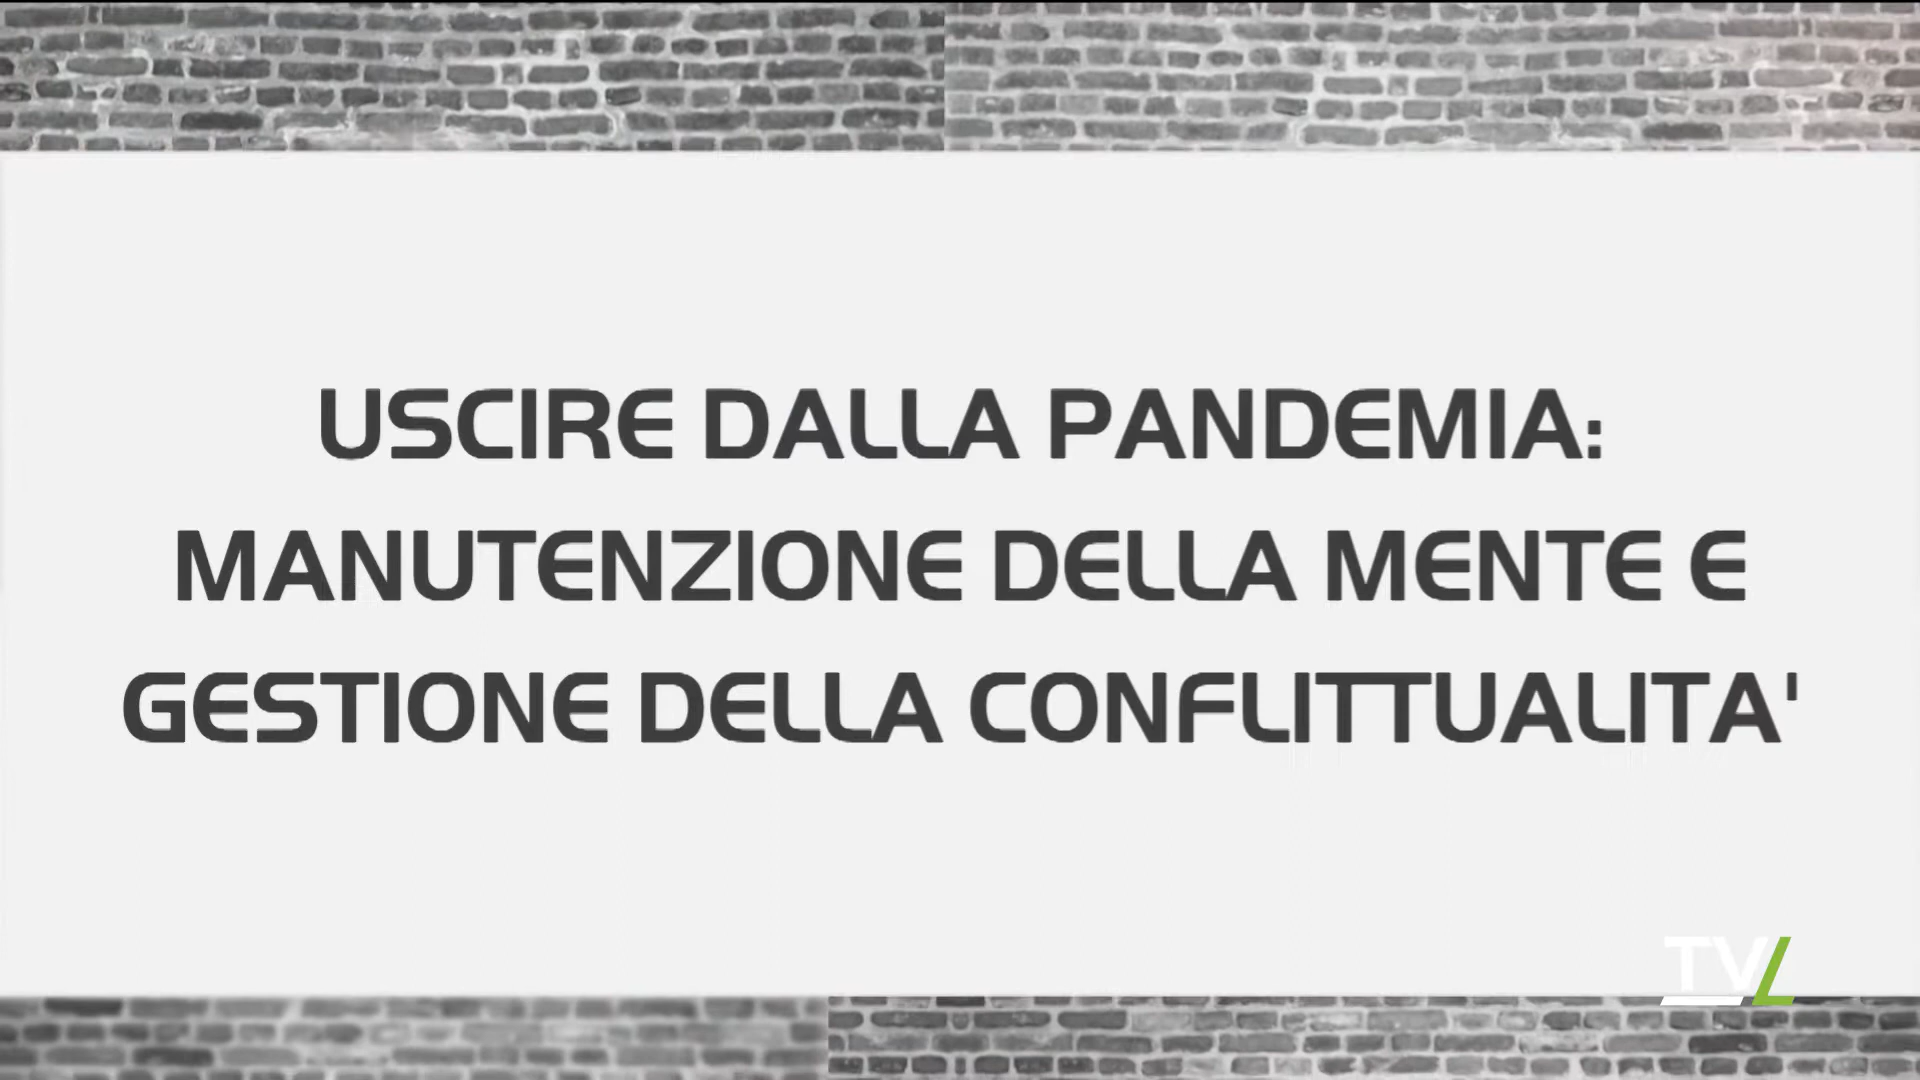 USCIRE DALLA PANDEMIA:
MANUTENZIONE DELLA MENTE E
GESTIONE DELLA CONFLITTUALITA'
TVL